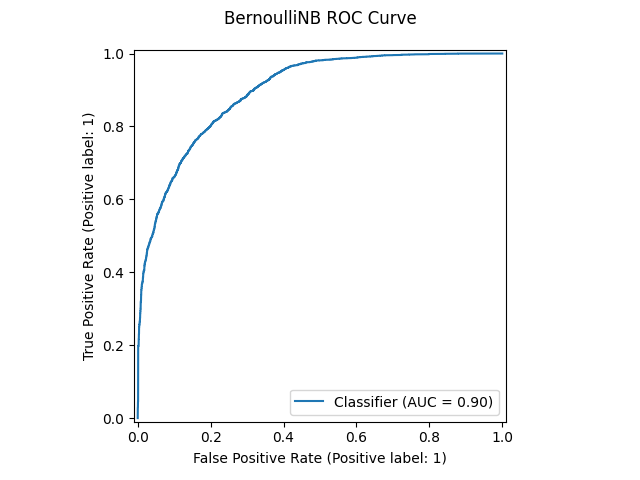 BernoulliNB ROC Curve
1.0
0.8
0.6
0.4
0.2
0.0
True Positive Rate (Positive label: 1)
Classifier (AUC = 0.90)
0.0 0.2 0.4 0.6 0.8 1.0
False Positive Rate (Positive label: 1)